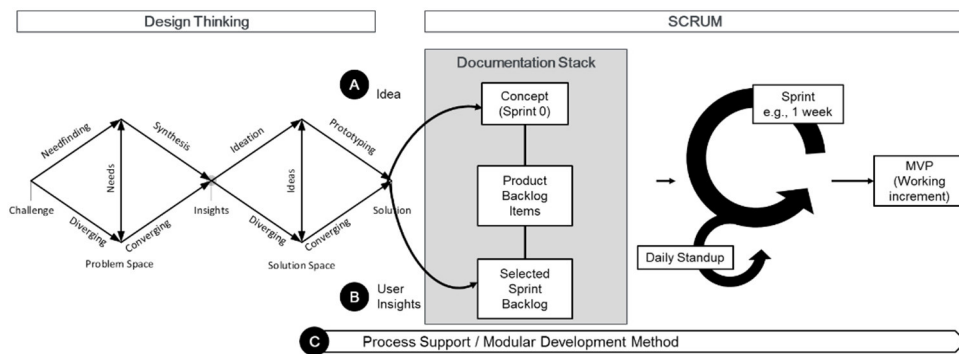 Design Thinking
SCRUM
Documentation Stack
A
Idea
Concept
(Sprint 0)
Sprint
e.g., 1 week
Needfinding
Synthesis
Ideation
Prototyping
Needs
Ideas
Product
Backlog
Items
MVP
(Working
increment)
Challenge
Insights
Solution
Diverging
Converging
Diverging
Converging
Problem Space
Solution Space
Daily Standup
B
User
Insights
Selected
Sprint
Backlog
C
Process Support / Modular Development Method